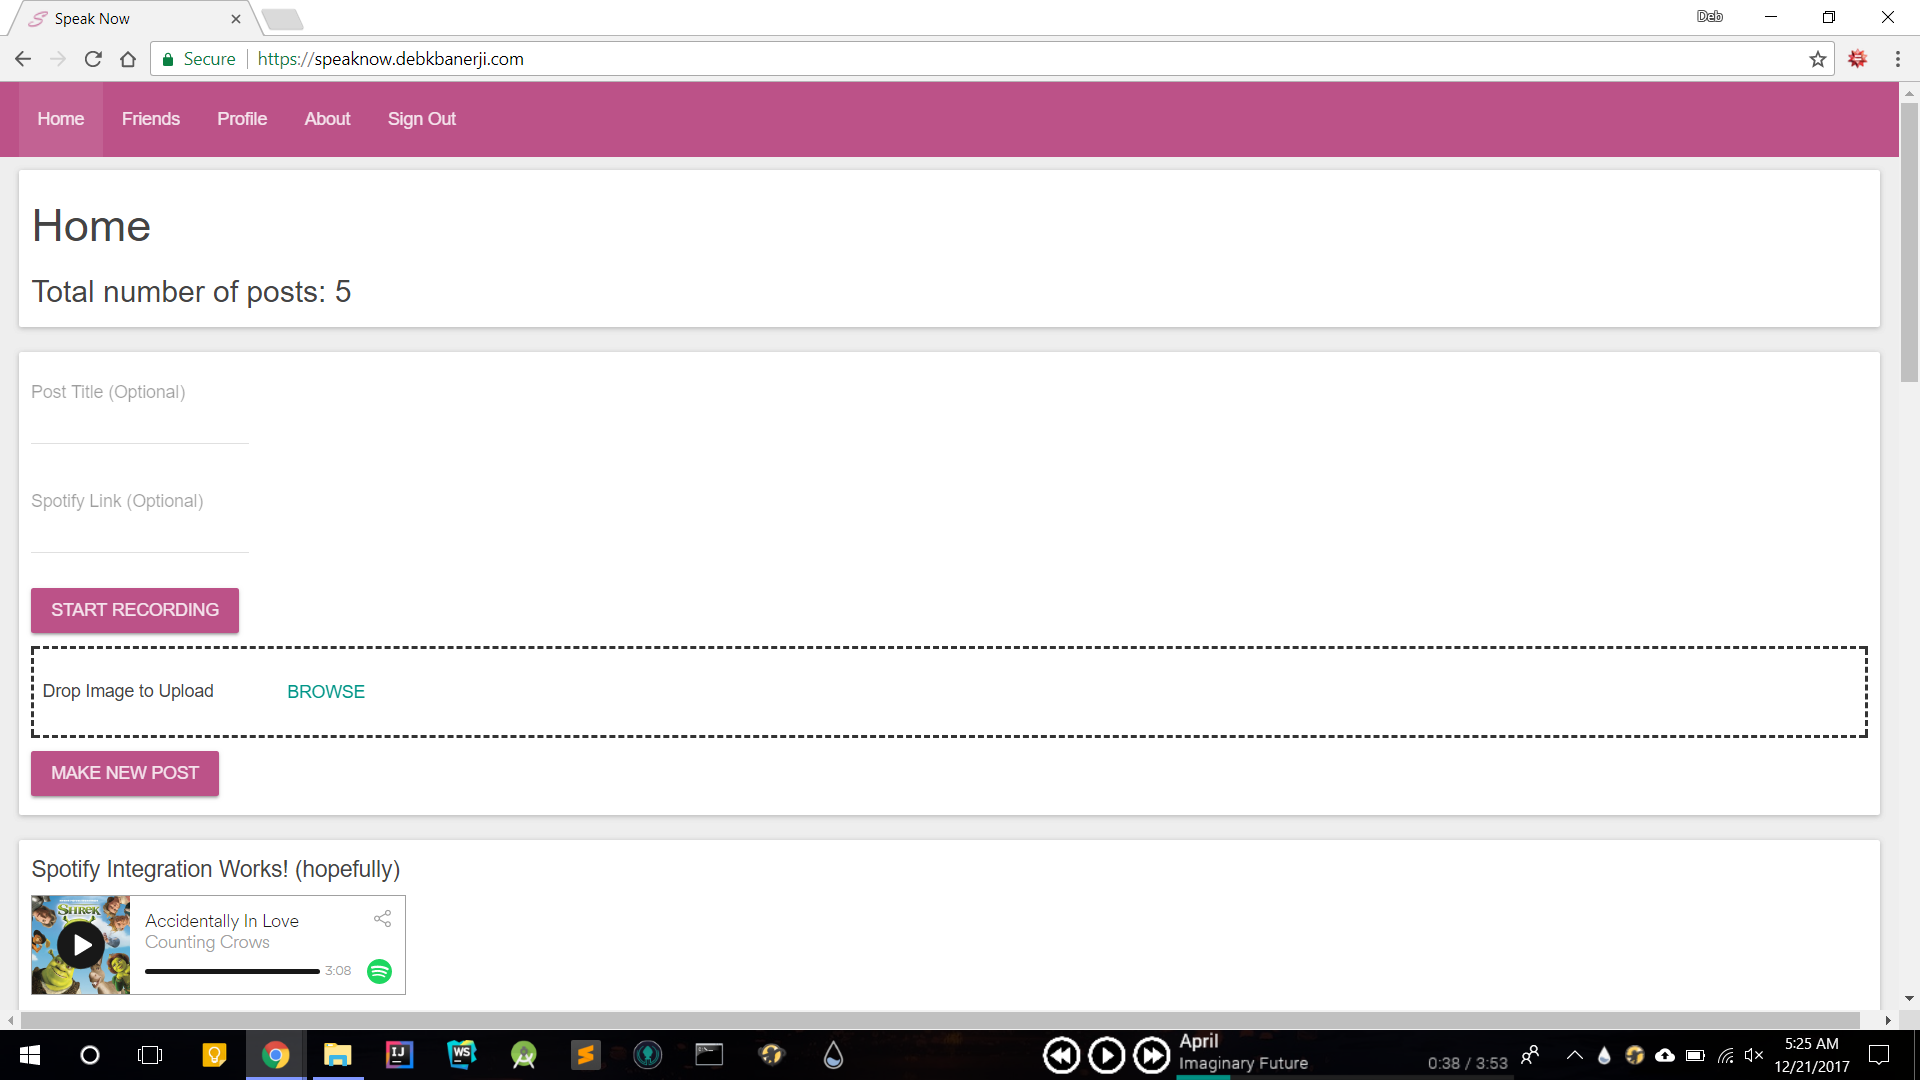 Speak Now
Deb
Secure
https://speaknow.debkbanerji.com
Home
Friends
Profile
About
Sign Out
Home
Total number of posts: 5
Post Title (Optional)
Spotify Link (Optional)
START RECORDING
Drop Image to Upload
BROWSE
MAKE NEW POST
Spotify Integration Works! (hopefully)
SHREK
Accidentally In Love
Counting Crows
3:08
IJ
WS
April
Imaginary Future
0:38 / 3:53
5:25 AM
12/21/2017